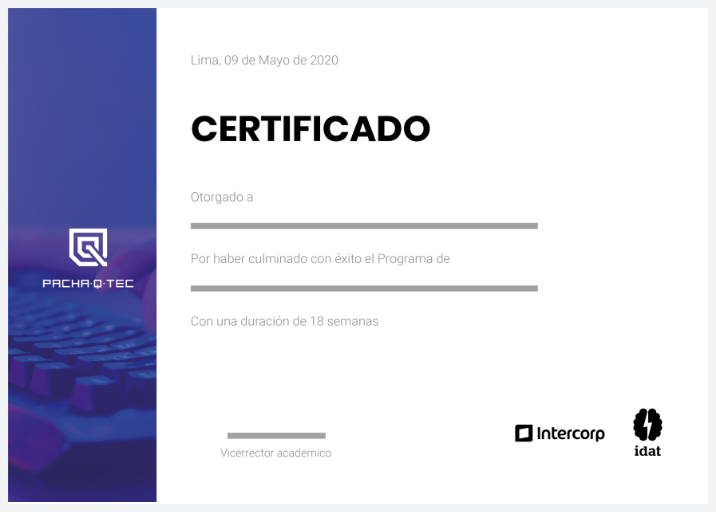 Lima, 09 de Mayo de 2020
CERTIFICADO
Otorgado a
Por haber culminado con éxito el Programa de
Con una duración de 18 semanas
PACHA·Q·TEC
Vicerrector academico
Intercorp
idat